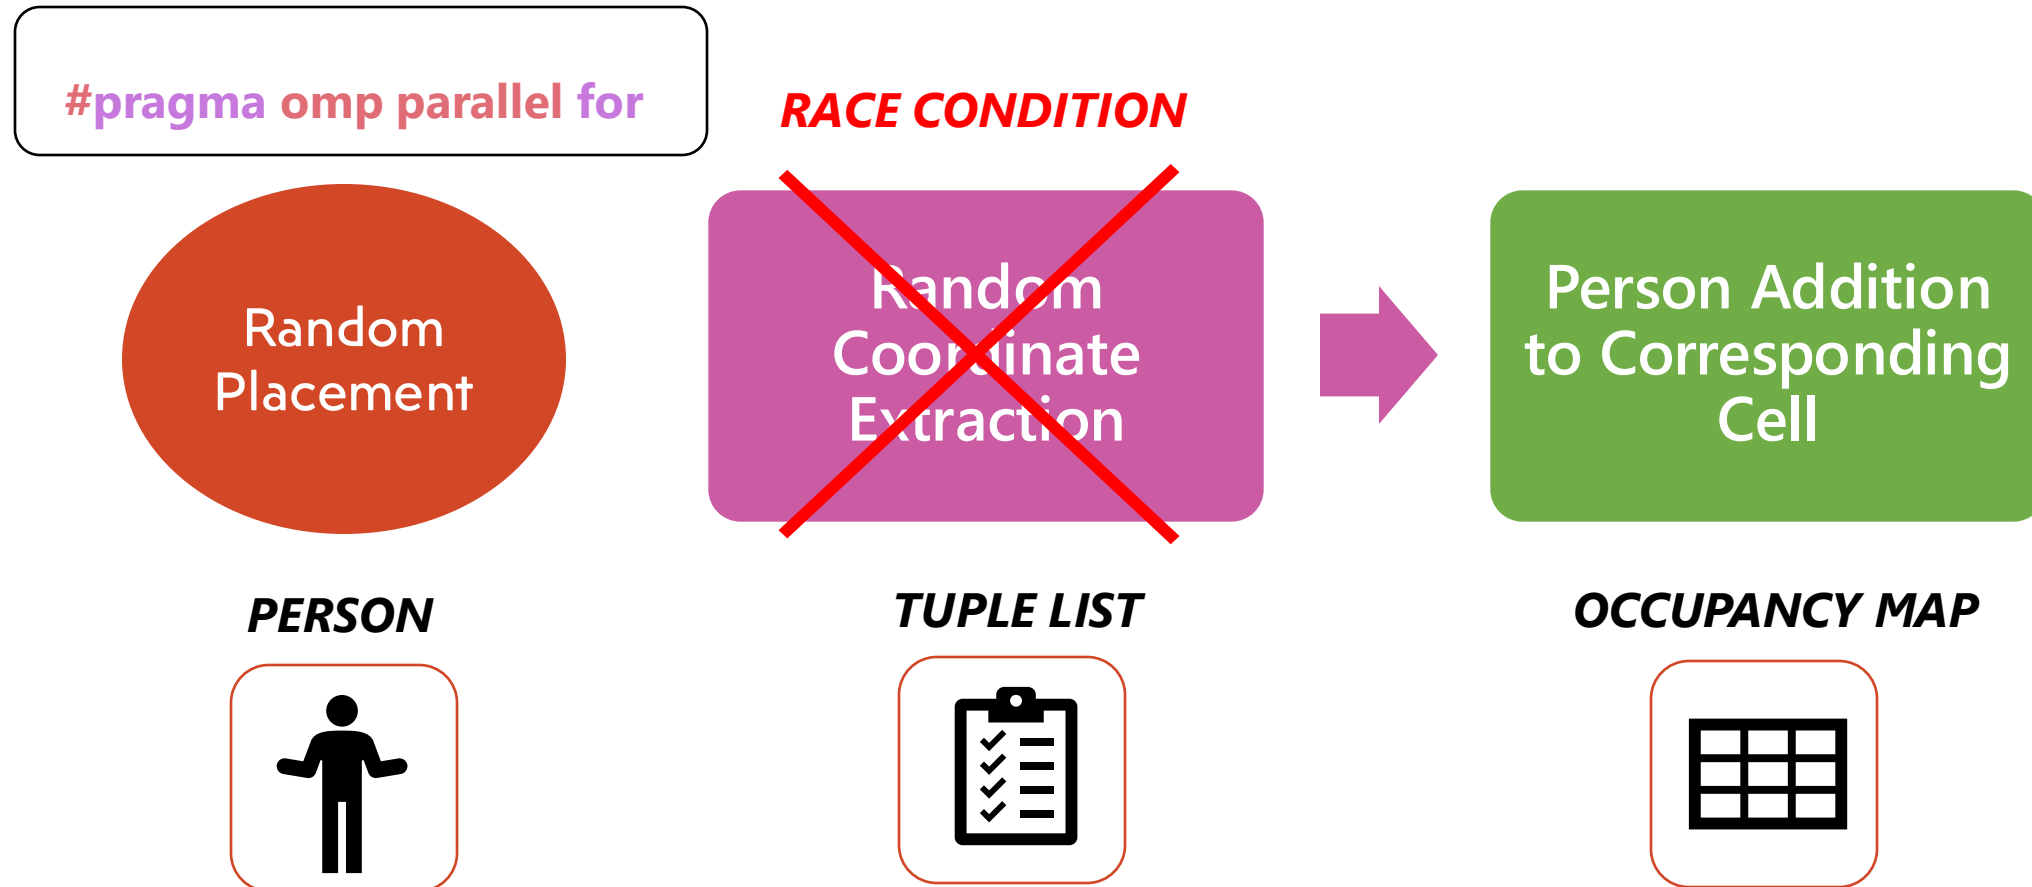 #pragma omp parallel for
RACE CONDITION
Random
Placement
Random
Coordinate
Extraction
Person Addition
to Corresponding
Cell
PERSON
TUPLE LIST
OCCUPANCY MAP